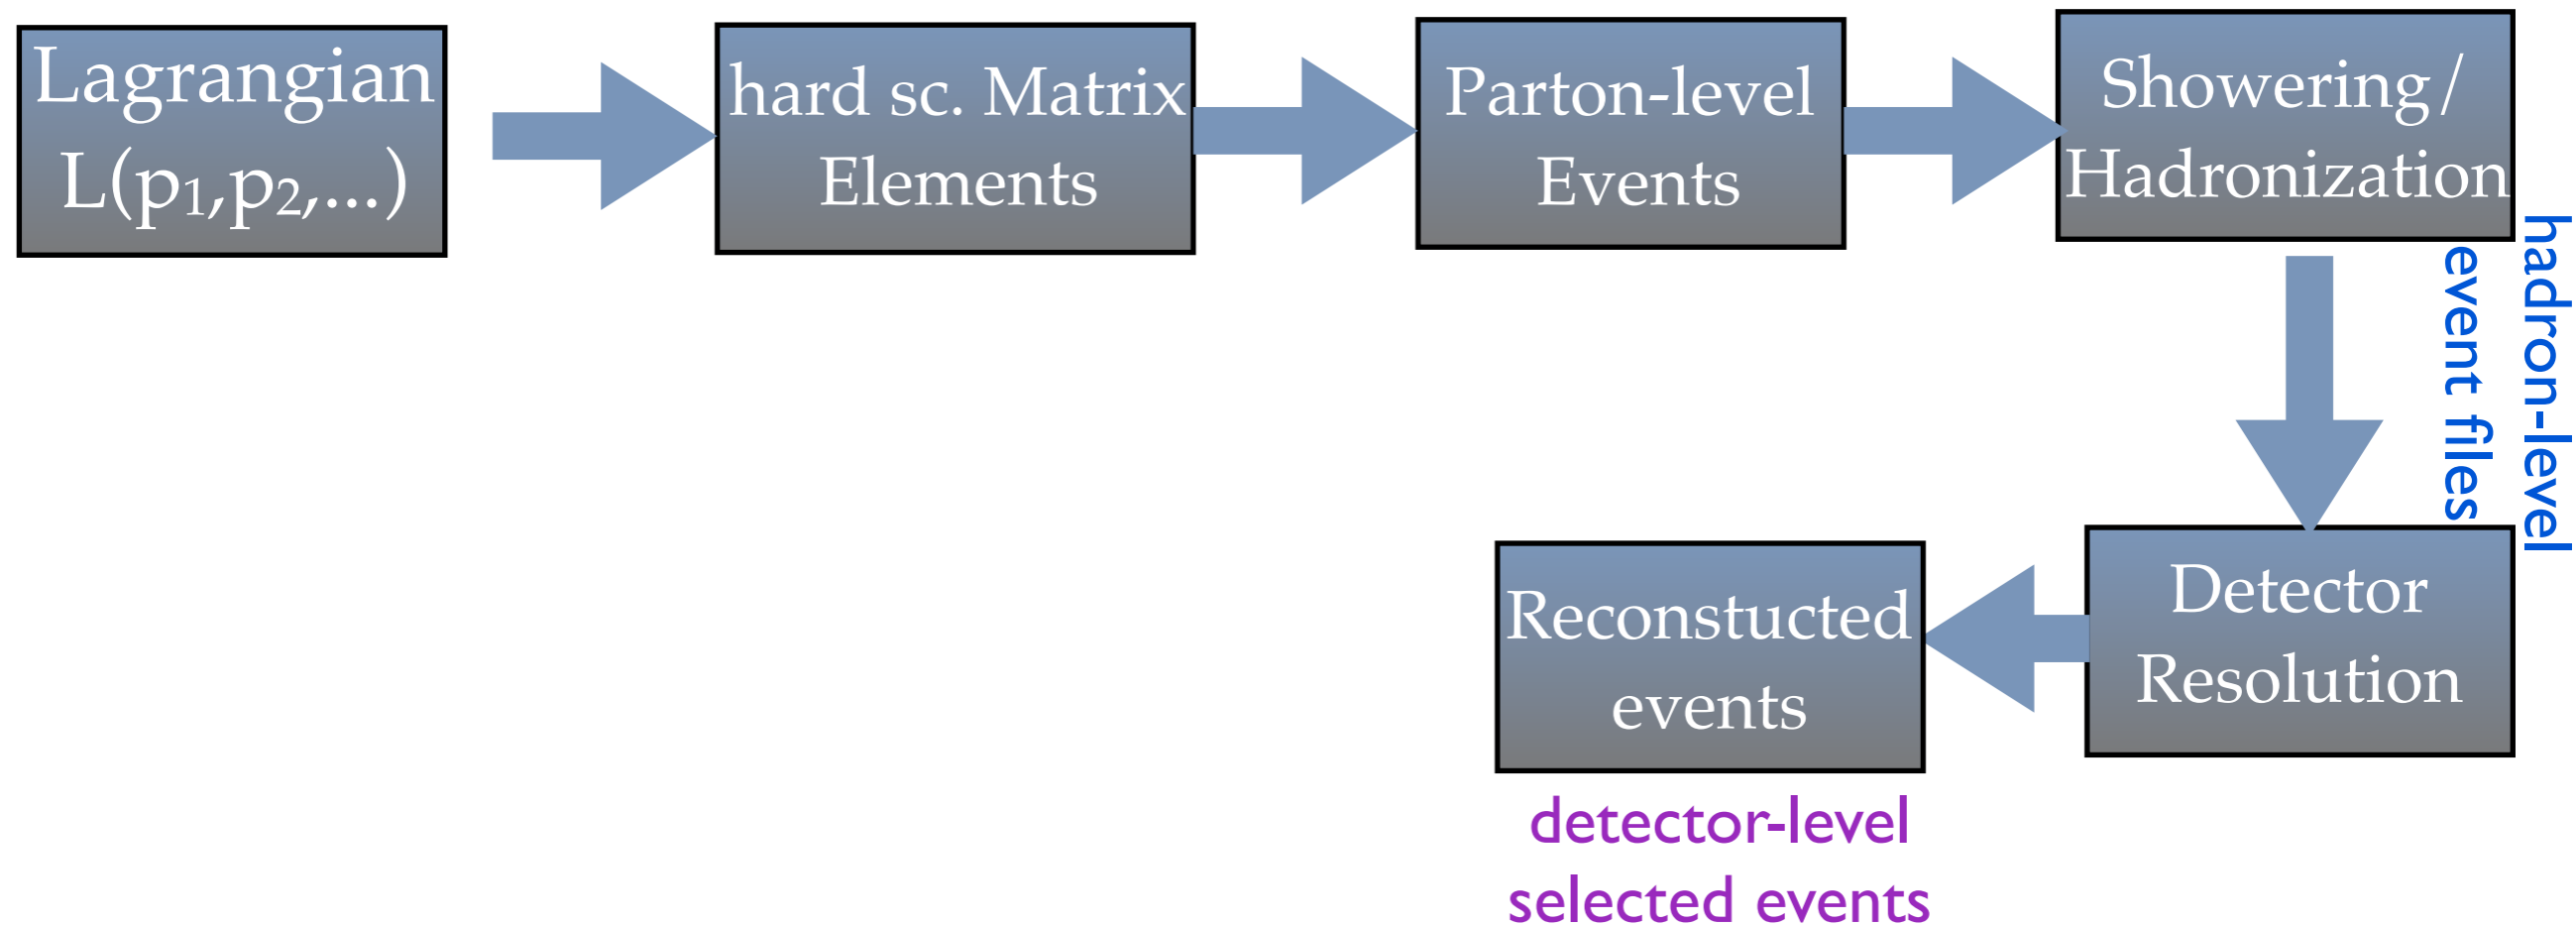 Lagrangian
L(p₁,p₂,...)
hard sc. Matrix
Elements
Parton-level
Events
Showering/
Hadronization
hadron-level
event files
Detector
Resolution
Reconstucted
events
detector-level
selected events